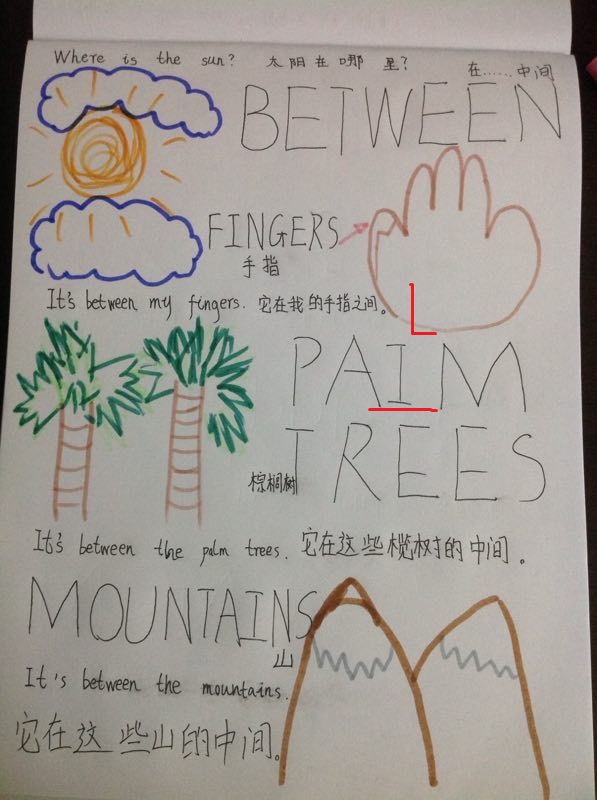 Where is the sun? 太阳在哪里?
在......中间
BETWEEN
FINGERS
手指
It's between my fingers. 它在我的手指之间。
L
PAIM
TREES
棕榈树
It's between the palm trees. 它在这些榄树的中间。
MOUNTAINS
山
It's between the mountains.
它在这些山的中间。